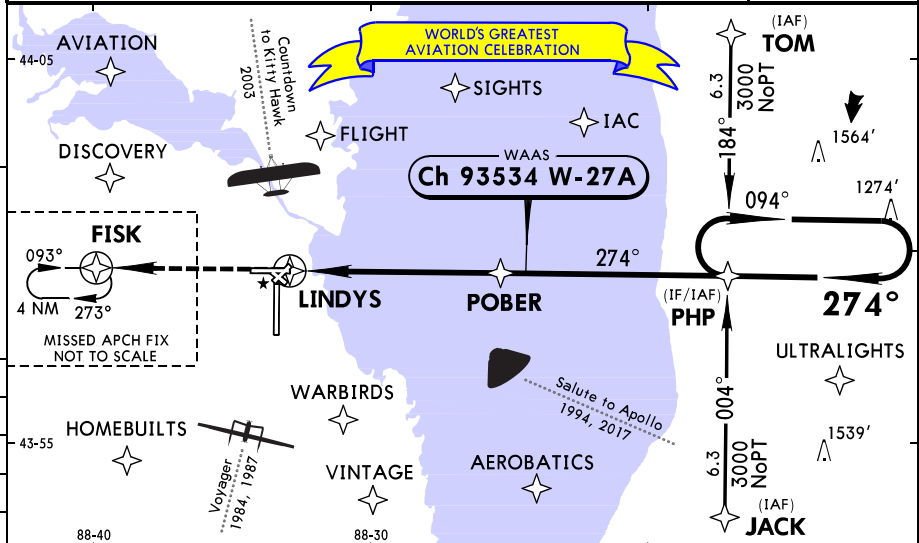 WORLD'S GREATEST
AVIATION CELEBRATION
(IAF)
TOM
AVIATION
44-05
Countdown
to Kitty Hawk
2003
SIGHTS
6.3
3000
NoPT
IAC
FLIGHT
1564'
DISCOVERY
184°
WAAS
Ch 93534 W-27A
1274'
094°
FISK
093°
274°
4 NM
273°
LINDYS
POBER
(IF/IAF)
PHP
274°
MISSED APCH FIX
NOT TO SCALE
ULTRALIGHTS
WARBIRDS
Salute to Apollo
1994, 2017
004°
HOMEBUILTS
43-55
1539'
Voyager
1984, 1987
VINTAGE
AEROBATICS
6.3
3000
NoPT
(IAF)
JACK
88-40
88-30